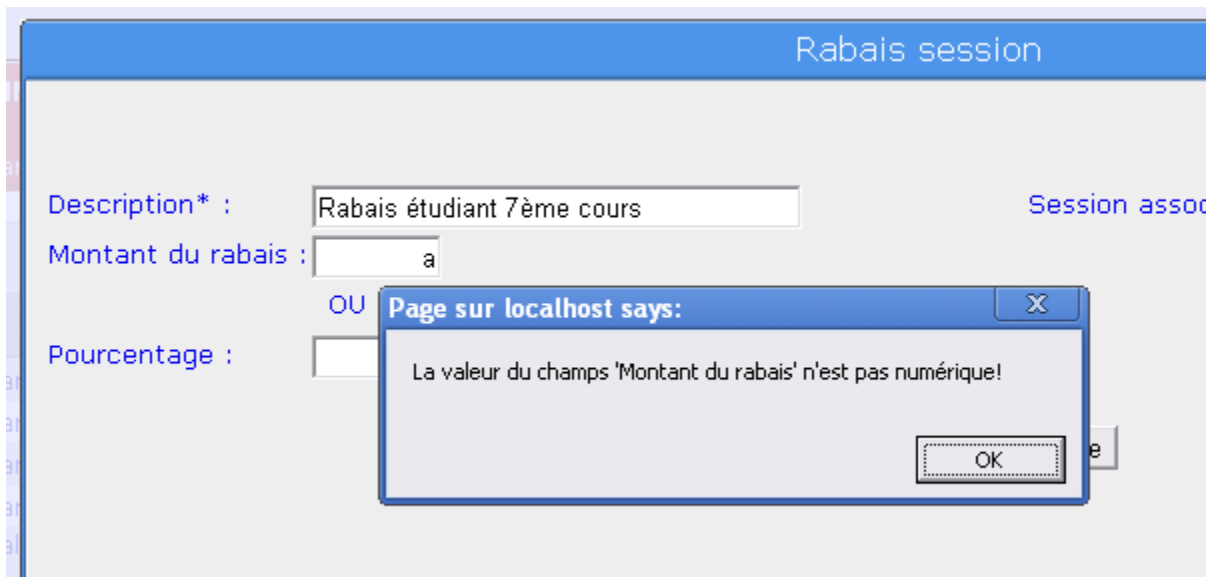 Rabais session
Description* :
Rabais étudiant 7ème cours
Session assoc
Montant du rabais :
a
OU
Page sur localhost says:
X
Pourcentage :
La valeur du champs 'Montant du rabais' n'est pas numérique!
OK
e